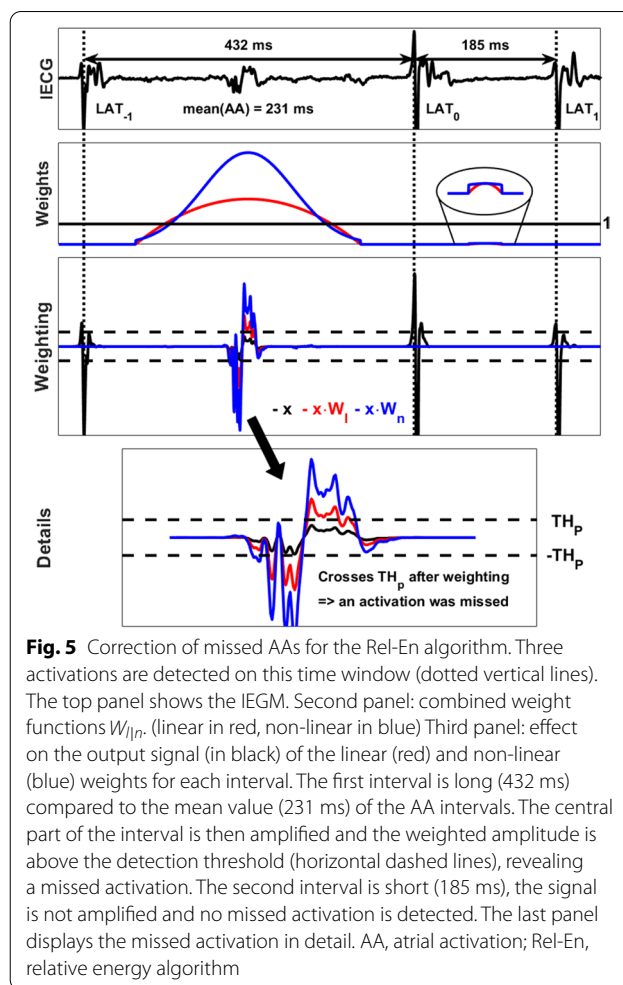 IECG
432 ms
185 ms
LAT-1
mean(AA) = 231 ms
LAT0
LAT1
Weights
1
Weighting
- x - x·Wl - x·Wn
Details
THP
-THP
Crosses THp after weighting
=> an activation was missed
Fig. 5 Correction of missed AAs for the Rel-En algorithm. Three
activations are detected on this time window (dotted vertical lines).
The top panel shows the IEGM. Second panel: combined weight
functions Wl|n. (linear in red, non-linear in blue) Third panel: effect
on the output signal (in black) of the linear (red) and non-linear
(blue) weights for each interval. The first interval is long (432 ms)
compared to the mean value (231 ms) of the AA intervals. The central
part of the interval is then amplified and the weighted amplitude is
above the detection threshold (horizontal dashed lines), revealing
a missed activation. The second interval is short (185 ms), the signal
is not amplified and no missed activation is detected. The last panel
displays the missed activation in detail. AA, atrial activation; Rel-En,
relative energy algorithm